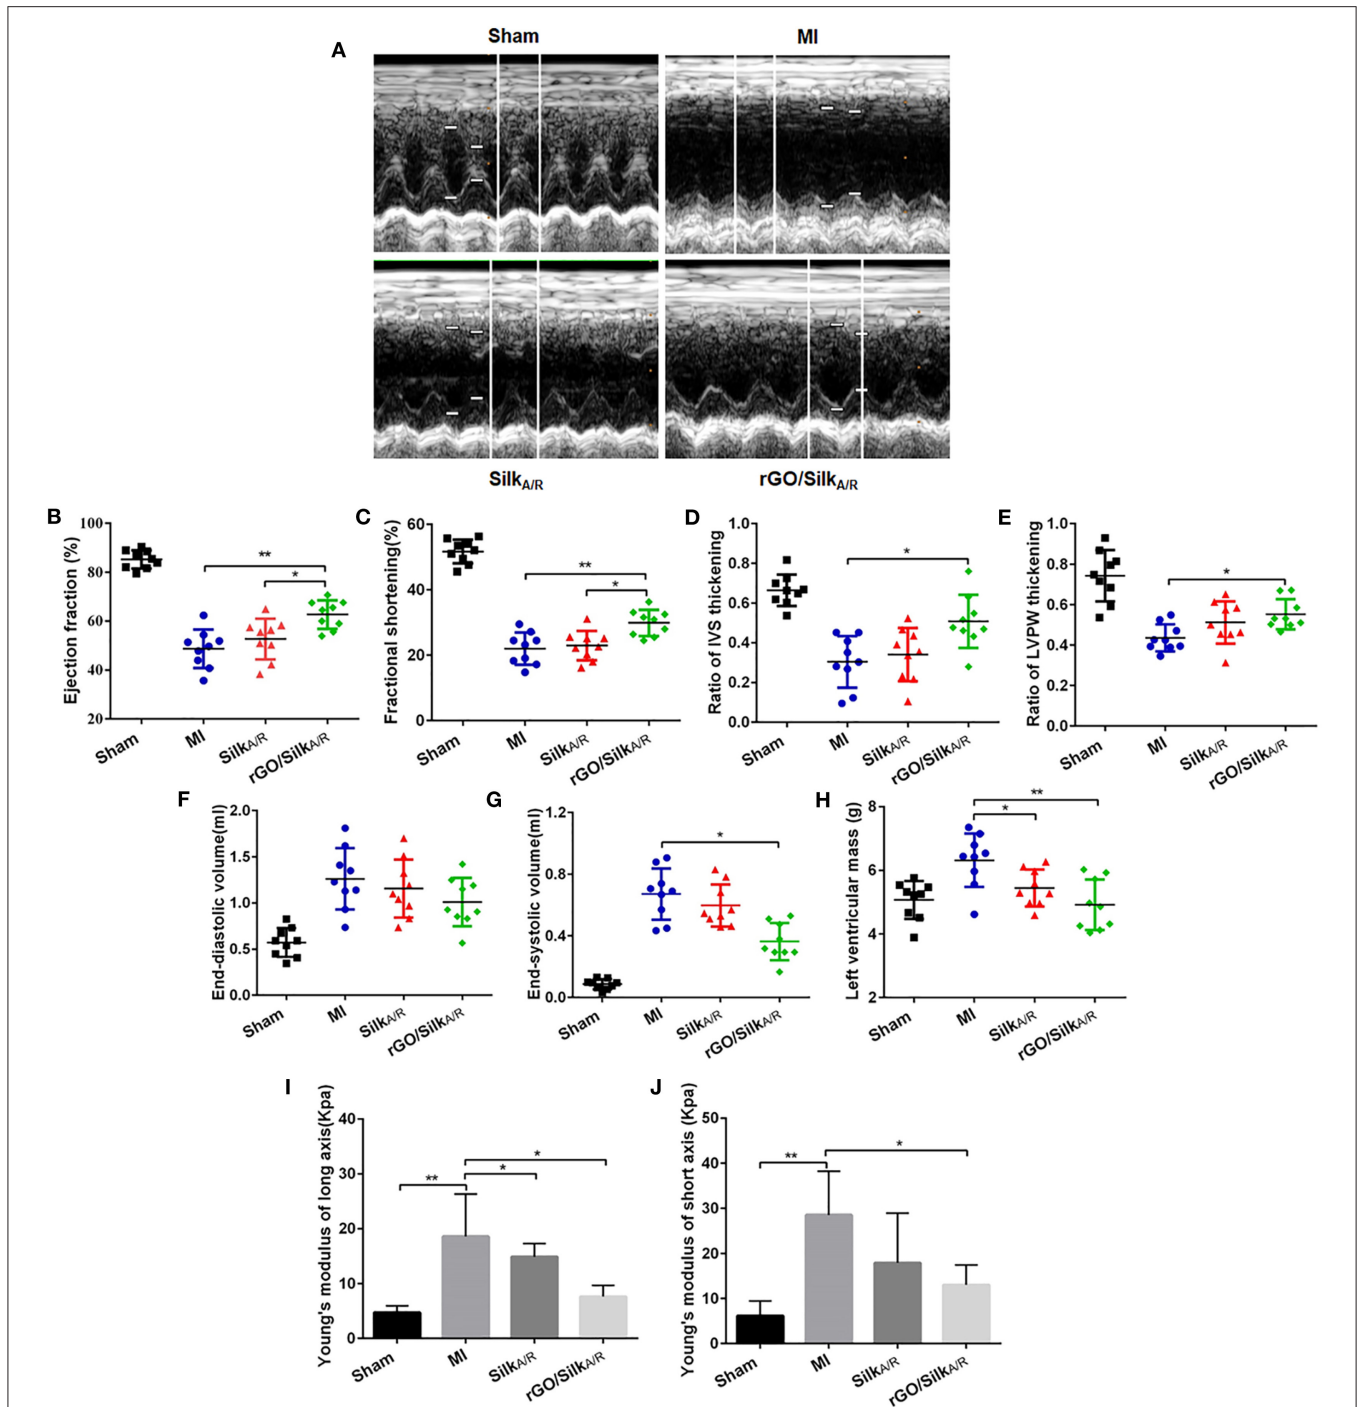 A
Sham
MI
SilkA/R
rGO/SilkA/R
B
Ejection fraction (%)
100
80
60
40
20
**
*
Sham
MI
SilkA/R
rGO/SilkA/R
C
Fractional shortening(%)
60
40
20
0
**
*
Sham
MI
SilkA/R
rGO/SilkA/R
D
Ratio of IVS thickening
1.0
0.8
0.6
0.4
0.2
0.0
*
Sham
MI
SilkA/R
rGO/SilkA/R
E
Ratio of LVPW thickening
1.0
0.8
0.6
0.4
0.2
0.0
*
Sham
MI
SilkA/R
rGO/SilkA/R
F
End-diastolic volume(ml)
2.0
1.5
1.0
0.5
0.0
Sham
MI
SilkA/R
rGO/SilkA/R
G
End-systolic volume(ml)
1.2
0.8
0.4
0.0
*
Sham
MI
SilkA/R
rGO/SilkA/R
H
Left ventricular mass (g)
8
6
4
2
**
*
Sham
MI
SilkA/R
rGO/SilkA/R
I
Young's modulus of long axis(Kpa)
40
30
20
10
0
**
*
*
Sham
MI
SilkA/R
rGO/SilkA/R
J
Young's modulus of short axis (Kpa)
50
40
30
20
10
0
**
*
Sham
MI
SilkA/R
rGO/SilkA/R